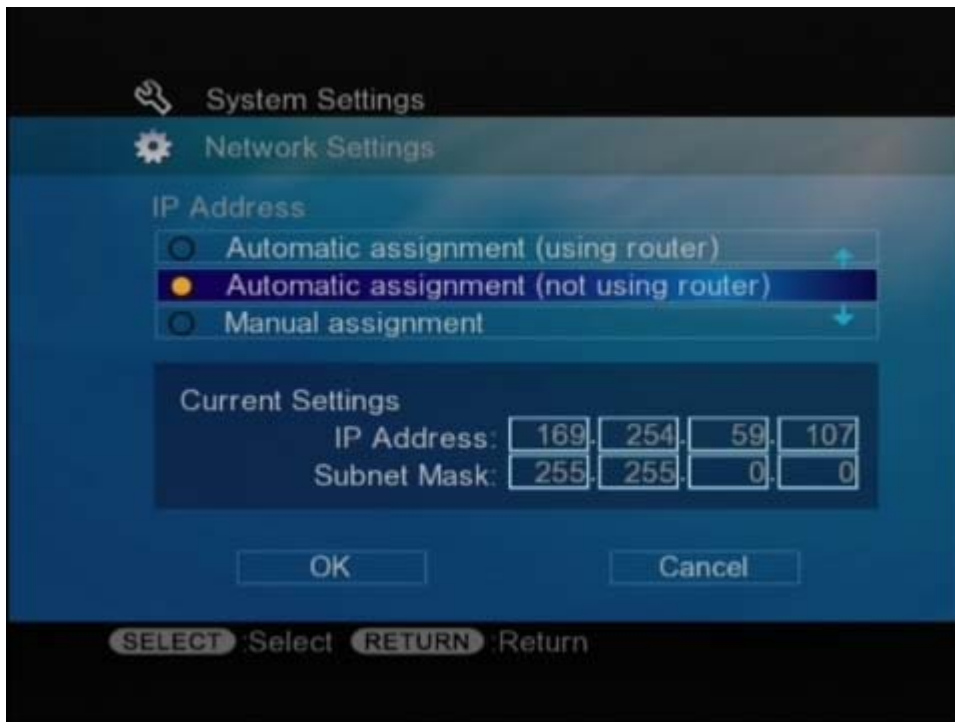 System Settings
Network Settings
IP Address
Automatic assignment (using router)
Automatic assignment (not using router)
Manual assignment
Current Settings
IP Address: 169. 254. 59. 107
Subnet Mask: 255. 255. 0. 0
OK Cancel
SELECT :Select RETURN :Return